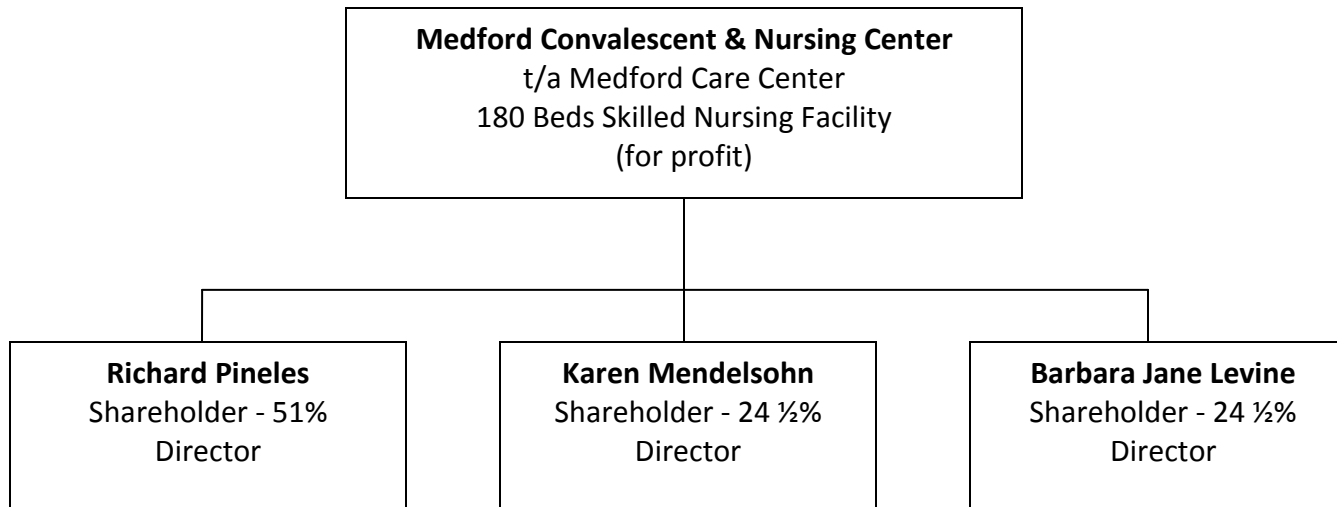 Medford Convalescent & Nursing Center
t/a Medford Care Center
180 Beds Skilled Nursing Facility
(for profit)
Richard Pineles
Shareholder - 51%
Director
Karen Mendelsohn
Shareholder - 24 ½%
Director
Barbara Jane Levine
Shareholder - 24 ½%
Director